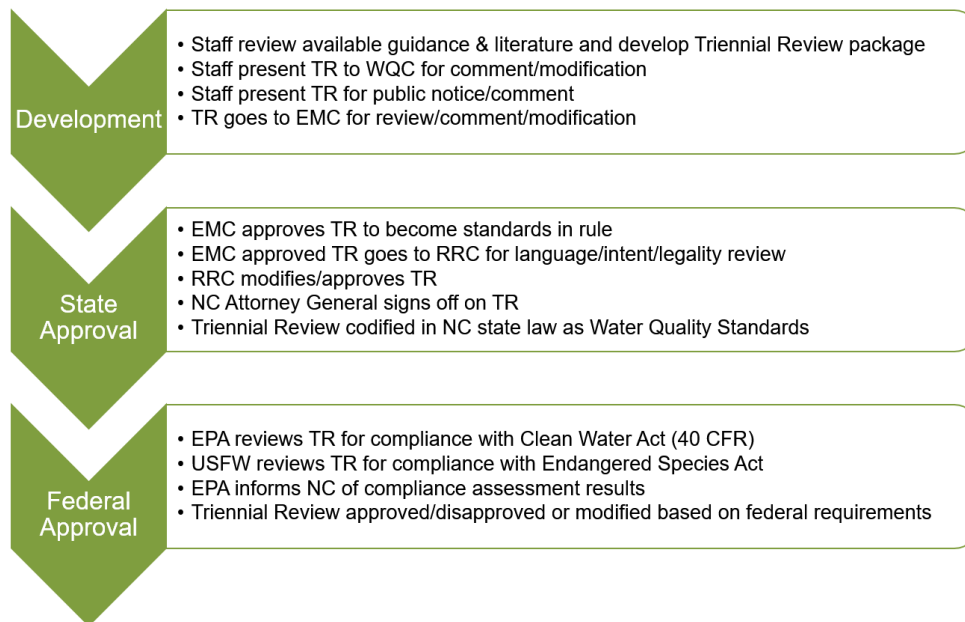 Development
• Staff review available guidance & literature and develop Triennial Review package
• Staff present TR to WQC for comment/modification
• Staff present TR for public notice/comment
• TR goes to EMC for review/comment/modification
State
Approval
• EMC approves TR to become standards in rule
• EMC approved TR goes to RRC for language/intent/legality review
• RRC modifies/approves TR
• NC Attorney General signs off on TR
• Triennial Review codified in NC state law as Water Quality Standards
Federal
Approval
• EPA reviews TR for compliance with Clean Water Act (40 CFR)
• USFW reviews TR for compliance with Endangered Species Act
• EPA informs NC of compliance assessment results
• Triennial Review approved/disapproved or modified based on federal requirements